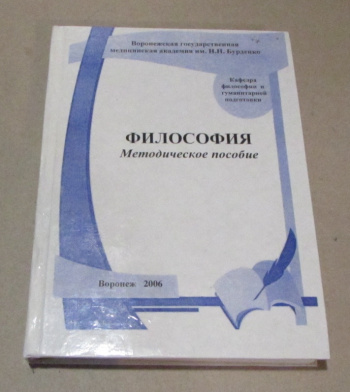 Воронежская государственная
медицинская академия им. Н.Н. Бурденко
Кафедра
философии и
гуманитарной
подготовки
ФИЛОСОФИЯ
Методическое пособие
Воронеж 2006